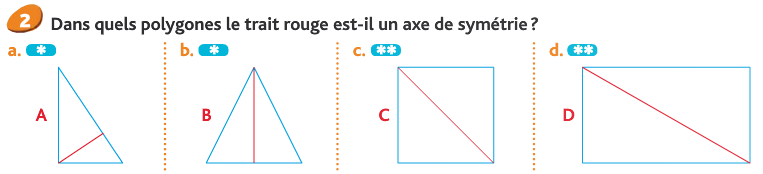 2 Dans quels polygones le trait rouge est-il un axe de symétrie ?
a. * b. * c. ** d. **
A B C D